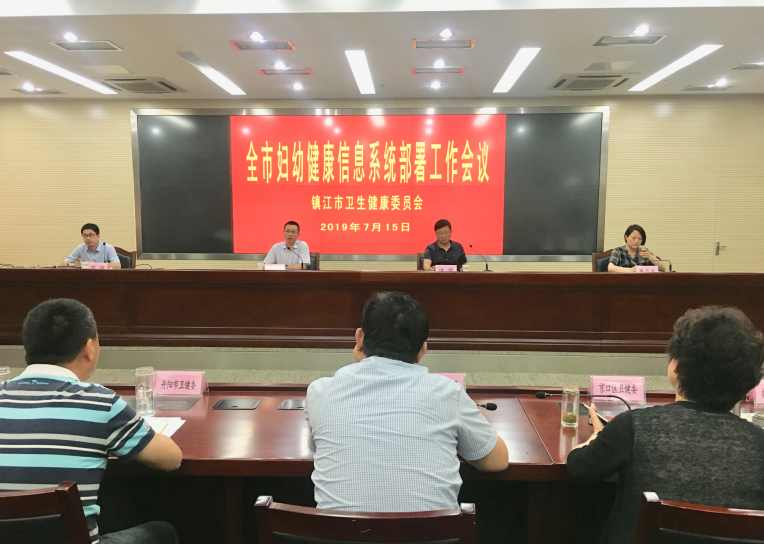 全市妇幼健康信息系统部署工作会议
镇江市卫生健康委员会
2019年7月15日
丹阳市卫健委
京口区卫健委